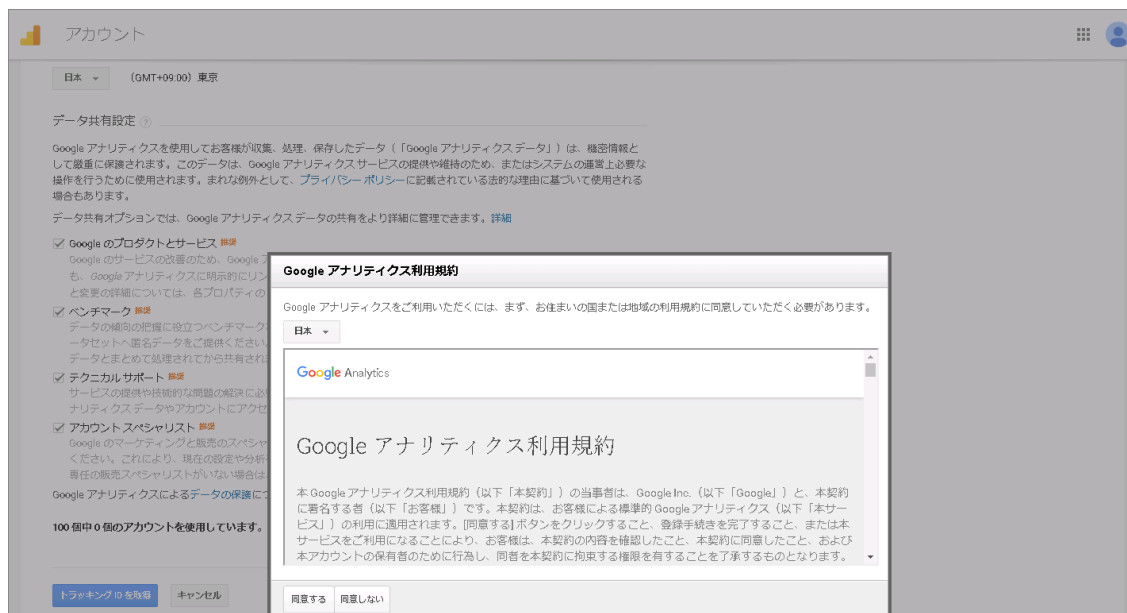 アカウント
日本
(GMT+09:00) 東京
データ共有設定 ?
Google アナリティクスを使用してお客様が収集、処理、保存したデータ(「Google アナリティクス データ」)は、機密情報と
して厳重に保護されます。このデータは、Google アナリティクス サービスの提供や維持のため、またはシステムの運営上必要な
操作を行うために使用されます。まれな例外として、プライバシー ポリシーに記載されている法的な理由に基づいて使用される
場合もあります。
データ共有オプションでは、Google アナリティクス データの共有をより詳細に管理できます。詳細
Google のプロダクトとサービス 推奨
Google のサービスの改善のため、Google ア
も、Google アナリティクスに明示的にリン
と変更の詳細については、各プロパティの
ベンチマーク 推奨
データの傾向の把握に役立つベンチマーク
ータセットへ匿名データをご提供ください。
データとまとめて処理されてから共有され
テクニカル サポート 推奨
サービスの提供や技術的な問題の解決に必
ナリティクス データやアカウントにアクセ
アカウント スペシャリスト 推奨
Google のマーケティングと販売のスペシャ
ください。これにより、現在の設定や分析
専任の販売スペシャリストがいない場合は、
Google アナリティクスによるデータの保護につ
100 個中 0 個のアカウントを使用しています。
トラッキング ID を取得
キャンセル
Google アナリティクス利用規約
Google アナリティクスをご利用いただくには、まず、お住まいの国または地域の利用規約に同意していただく必要があります。
日本
Google Analytics
Google アナリティクス利用規約
本 Google アナリティクス利用規約(以下「本契約」)の当事者は、Google Inc.(以下「Google」)と、本契約
に署名する者(以下「お客様」)です。本契約は、お客様による標準的 Google アナリティクス(以下「本サー
ビス」)の利用に適用されます。[同意する] ボタンをクリックすること、登録手続きを完了すること、または本
サービスをご利用になることにより、お客様は、本契約の内容を確認したこと、本契約に同意したこと、および
本アカウントの保有者のために行為し、同者を本契約に拘束する権限を有することを了承するものとなります。
同意する
同意しない